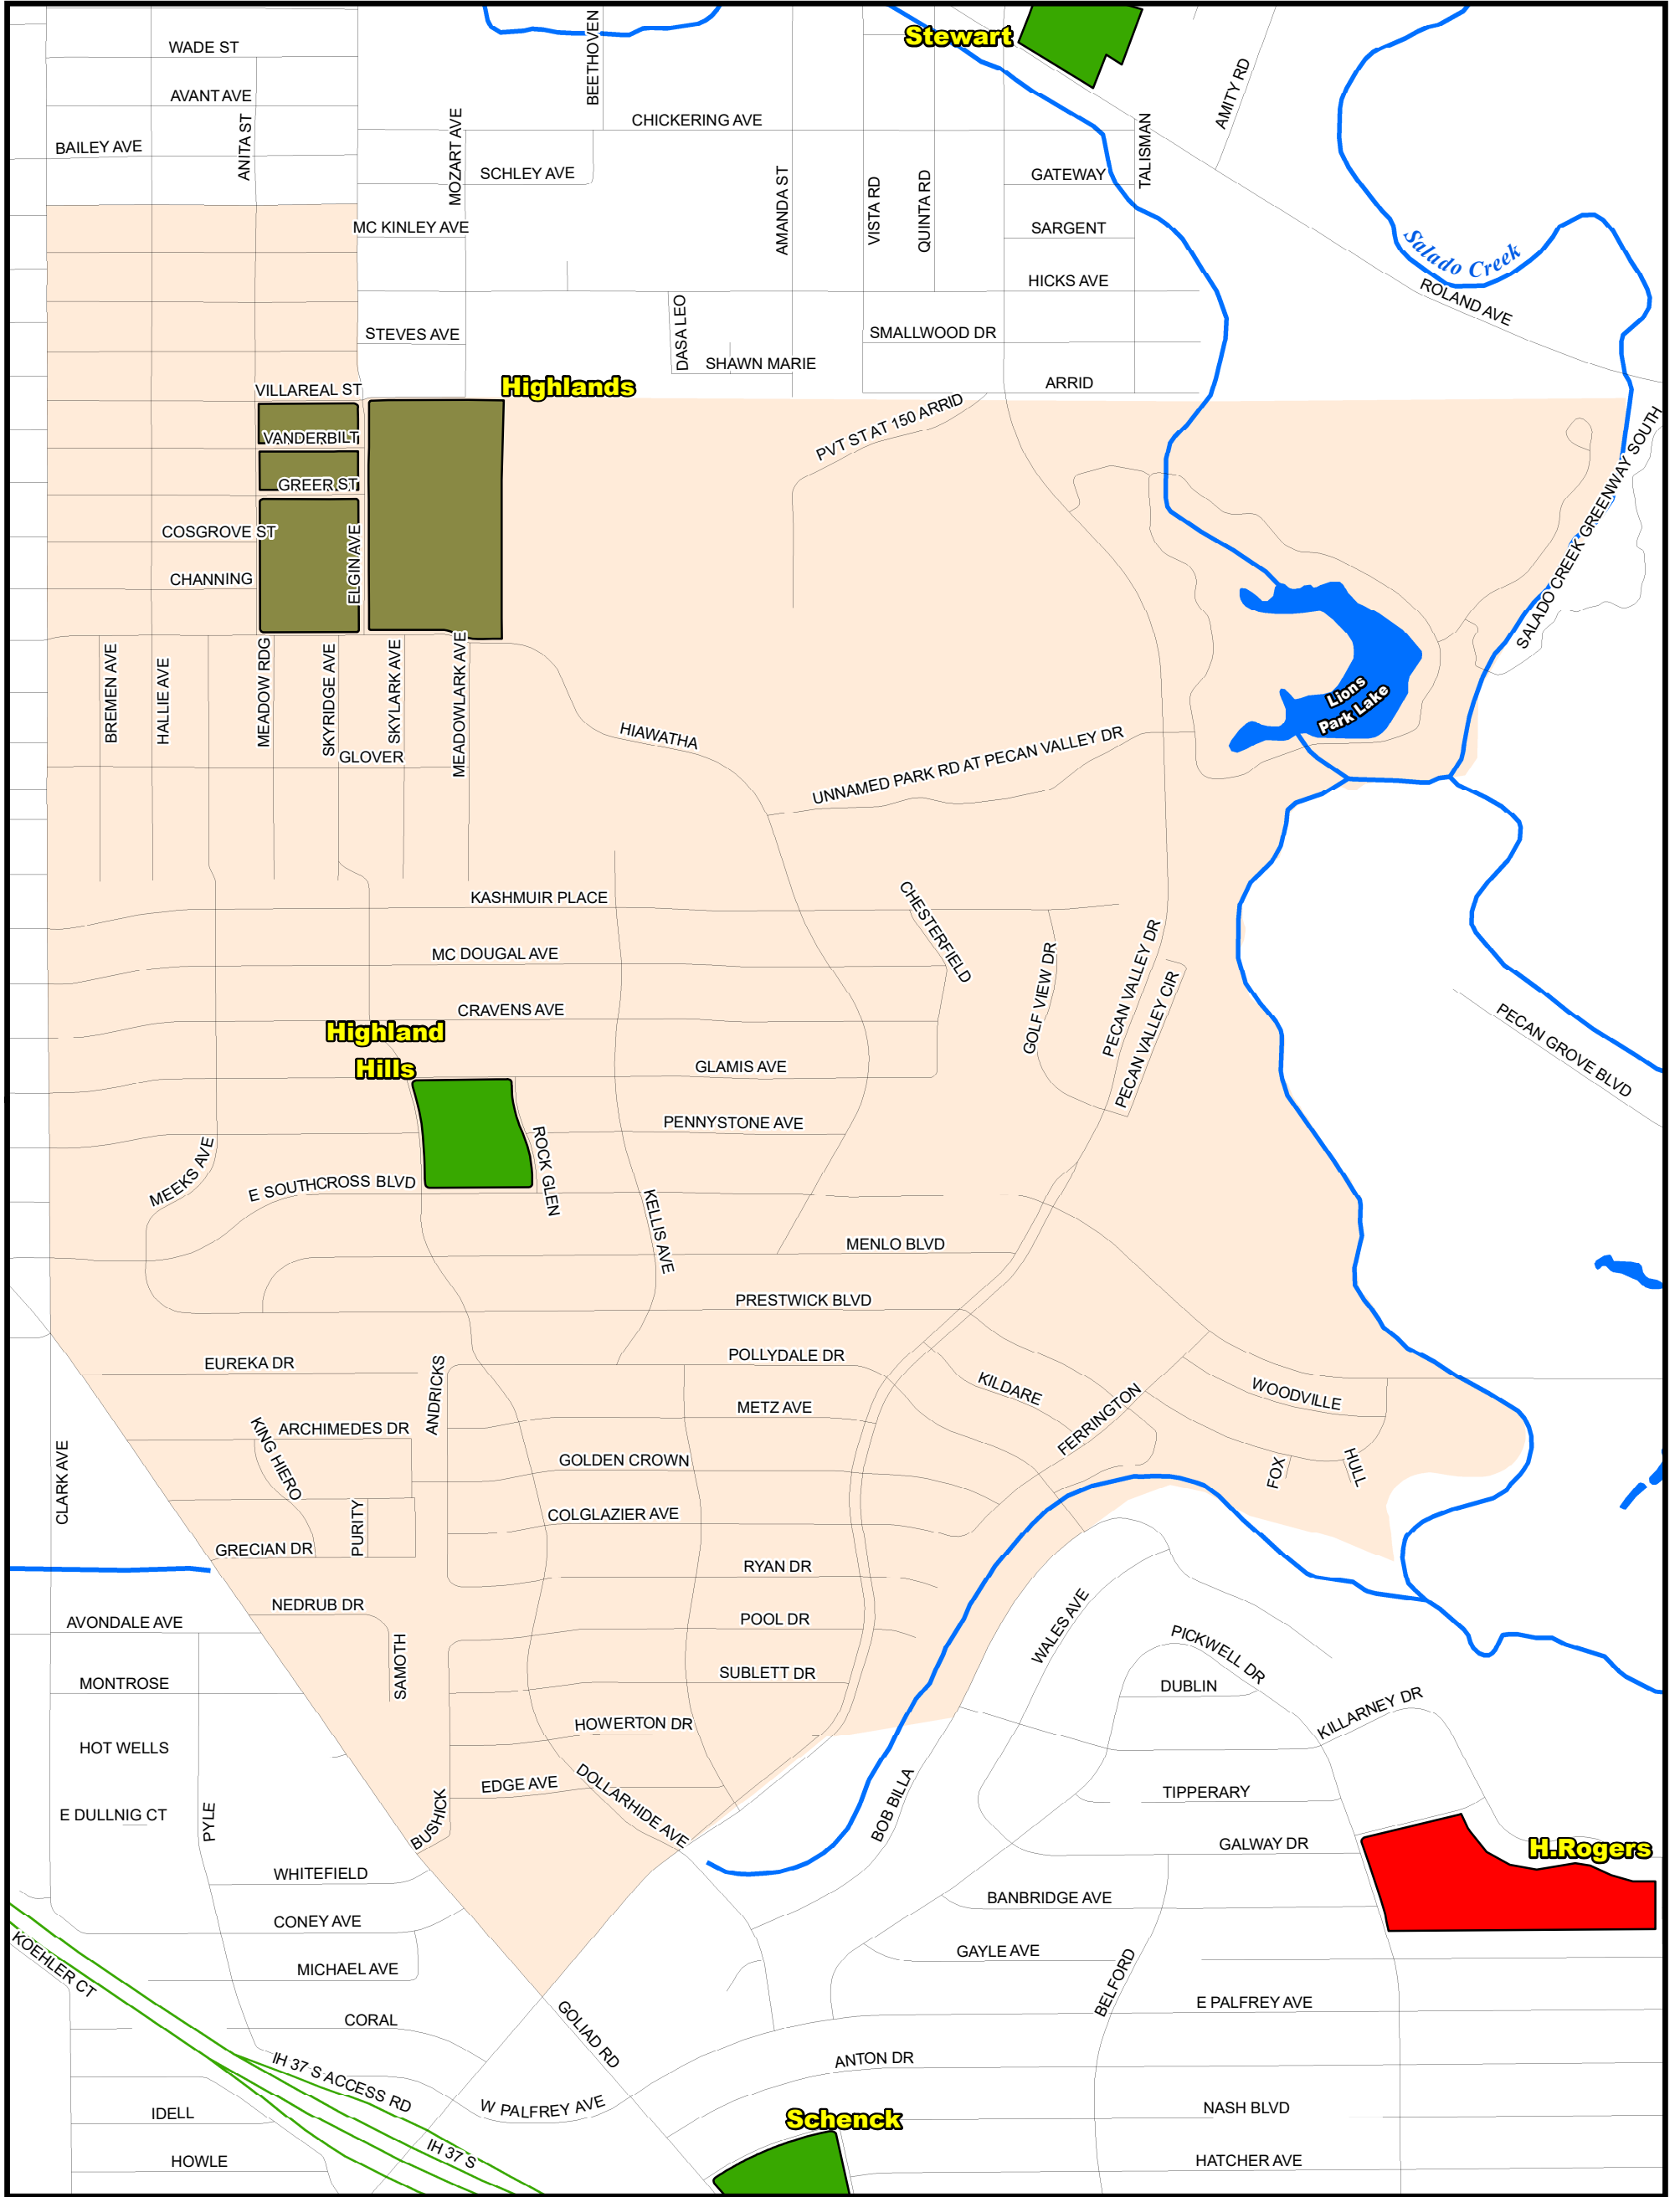 Stewart
WADE ST
BEETHOVEN
AMITY RD
AVANT AVE
ANITA ST
MOZART AVE
CHICKERING AVE
TALISMAN
BAILEY AVE
SCHLEY AVE
AMANDA ST
VISTA RD
QUINTA RD
GATEWAY
MC KINLEY AVE
SARGENT
Salado Creek
HICKS AVE
ROLAND AVE
STEVES AVE
DASA LEO
SMALLWOOD DR
SHAWN MARIE
VILLAREAL ST
Highlands
ARRID
PVT ST AT 150 ARRID
VANDERBILT
GREER ST
COSGROVE ST
ELGIN AVE
CHANNING
SALADO CREEK GREENWAY SOUTH
BREMEN AVE
HALLIE AVE
MEADOW RDG
SKYRIDGE AVE
SKYLARK AVE
MEADOWLARK AVE
Lions
Park Lake
HIAWATHA
GLOVER
UNNAMED PARK RD AT PECAN VALLEY DR
KASHMUIR PLACE
CHESTERFIELD
MC DOUGAL AVE
GOLF VIEW DR
PECAN VALLEY DR
PECAN VALLEY CIR
CRAVENS AVE
Highland
Hills
PECAN GROVE BLVD
GLAMIS AVE
PENNYSTONE AVE
MEEKS AVE
ROCK GLEN
E SOUTHCROSS BLVD
KELLIS AVE
MENLO BLVD
PRESTWICK BLVD
EUREKA DR
ANDRICKS
POLLYDALE DR
KILDARE
WOODVILLE
METZ AVE
FERRINGTON
ARCHIMEDES DR
KING HIERO
CLARK AVE
GOLDEN CROWN
FOX
HULL
PURITY
COLGLAZIER AVE
GRECIAN DR
RYAN DR
NEDRUB DR
AVONDALE AVE
POOL DR
WALES AVE
SAMOTH
PICKWELL DR
MONTROSE
SUBLETT DR
DUBLIN
KILLARNEY DR
HOWERTON DR
HOT WELLS
EDGE AVE
DOLLARHIDE AVE
TIPPERARY
E DULLNIG CT
PYLE
BUSHICK
BOB BILLA
GALWAY DR
H.Rogers
WHITEFIELD
BANBRIDGE AVE
CONEY AVE
GAYLE AVE
KOEHLER CT
MICHAEL AVE
BELFORD
E PALFREY AVE
CORAL
GOLIAD RD
ANTON DR
IH 37 S ACCESS RD
W PALFREY AVE
NASH BLVD
IDELL
Schenck
IH 37 S
HOWLE
HATCHER AVE